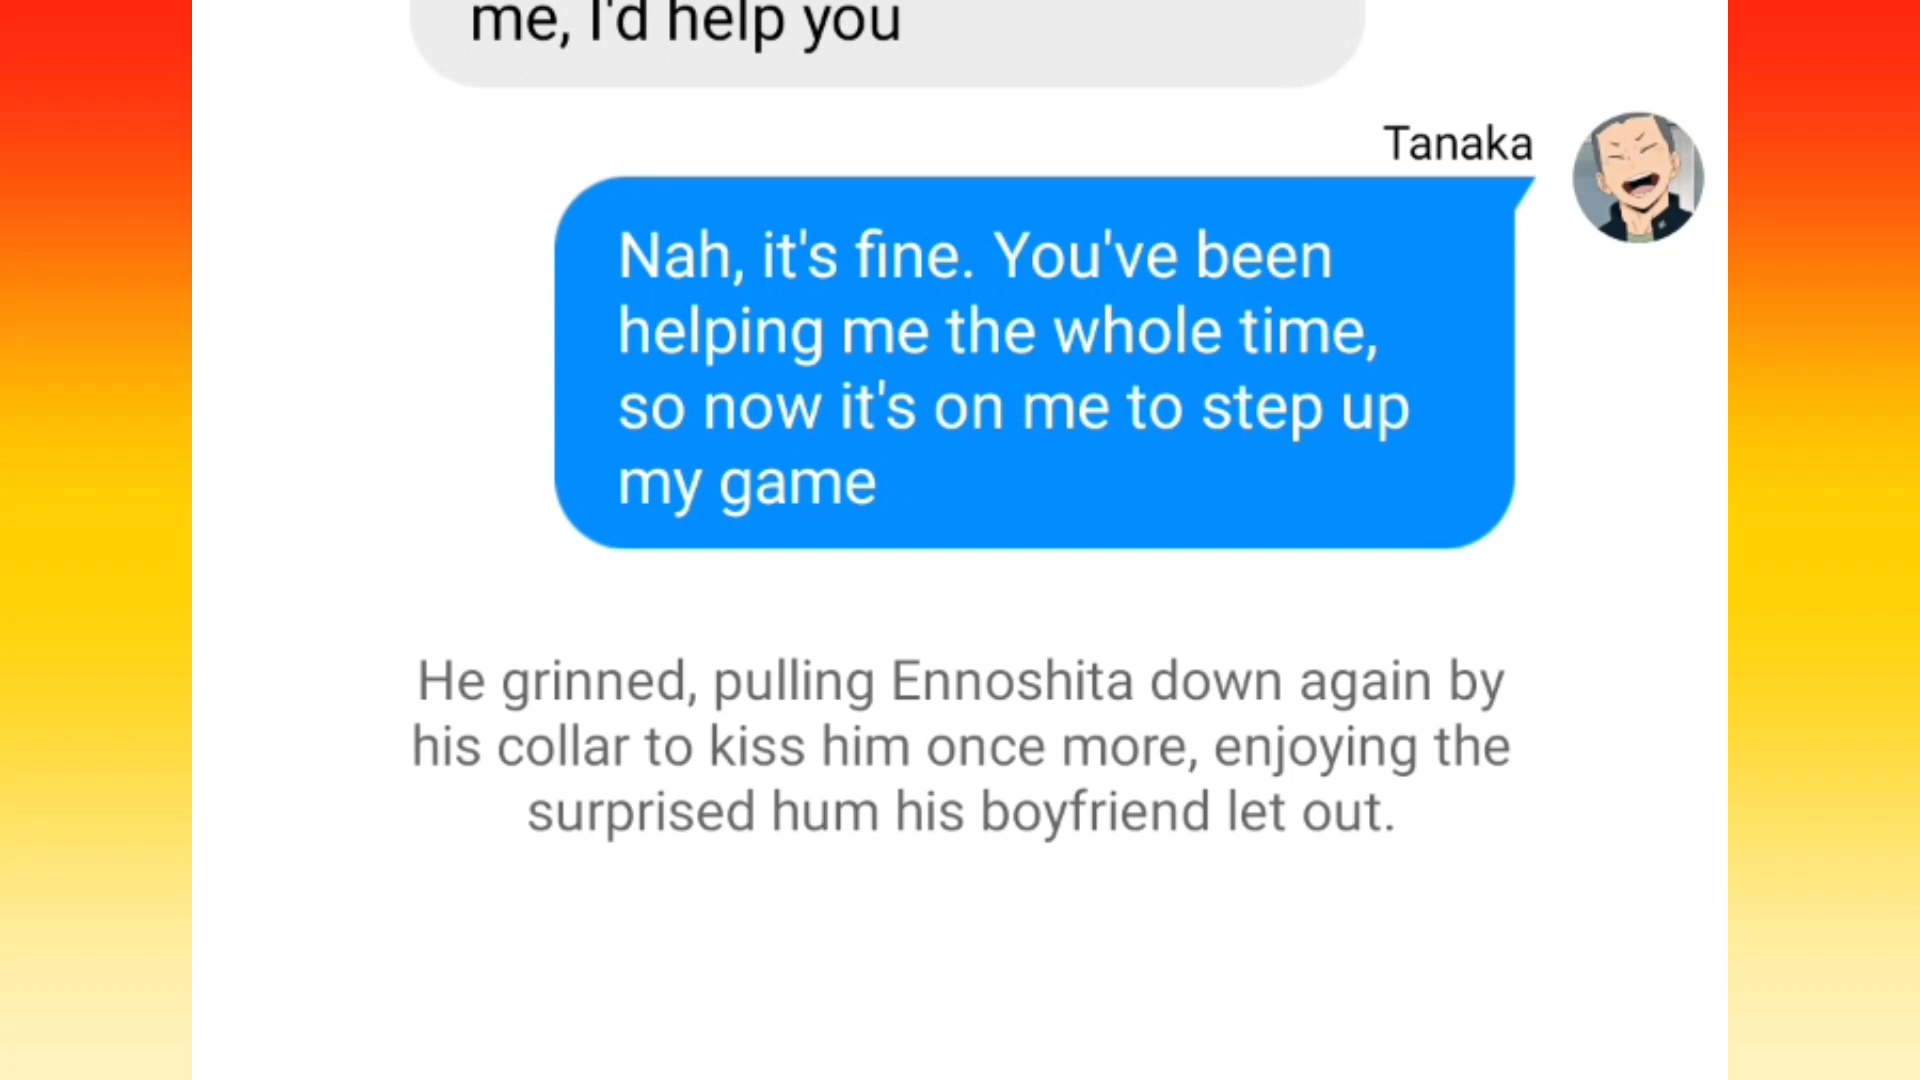 me, I'd help you
Tanaka
Nah, it's fine. You've been
helping me the whole time,
so now it's on me to step up
my game
He grinned, pulling Ennoshita down again by
his collar to kiss him once more, enjoying the
surprised hum his boyfriend let out.